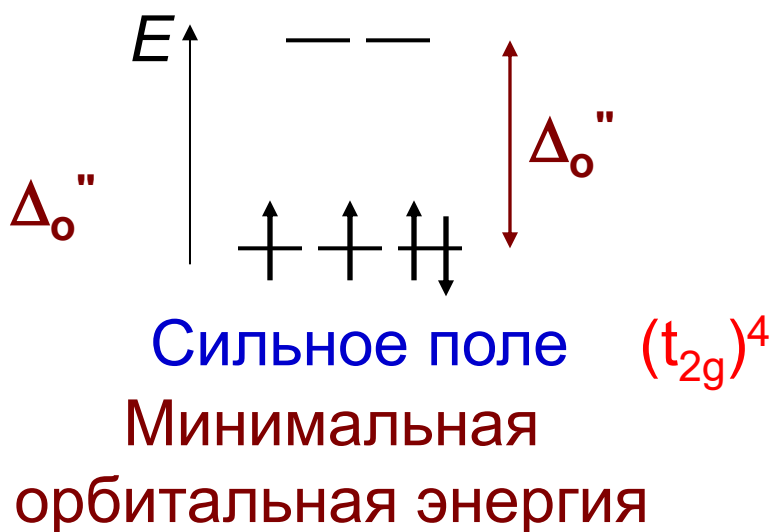 E
Δₒ"
Δₒ"
Сильное поле (t₂g)⁴
Минимальная
орбитальная энергия